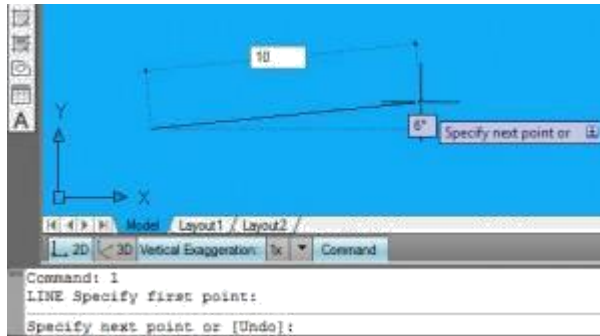 A
10
Y
6°
Specify next point or
X
Model Layout1 Layout2
2D 3D Vertical Exaggeration: 1x Command
Command: l
LINE Specify first point:
Specify next point or [Undo]: